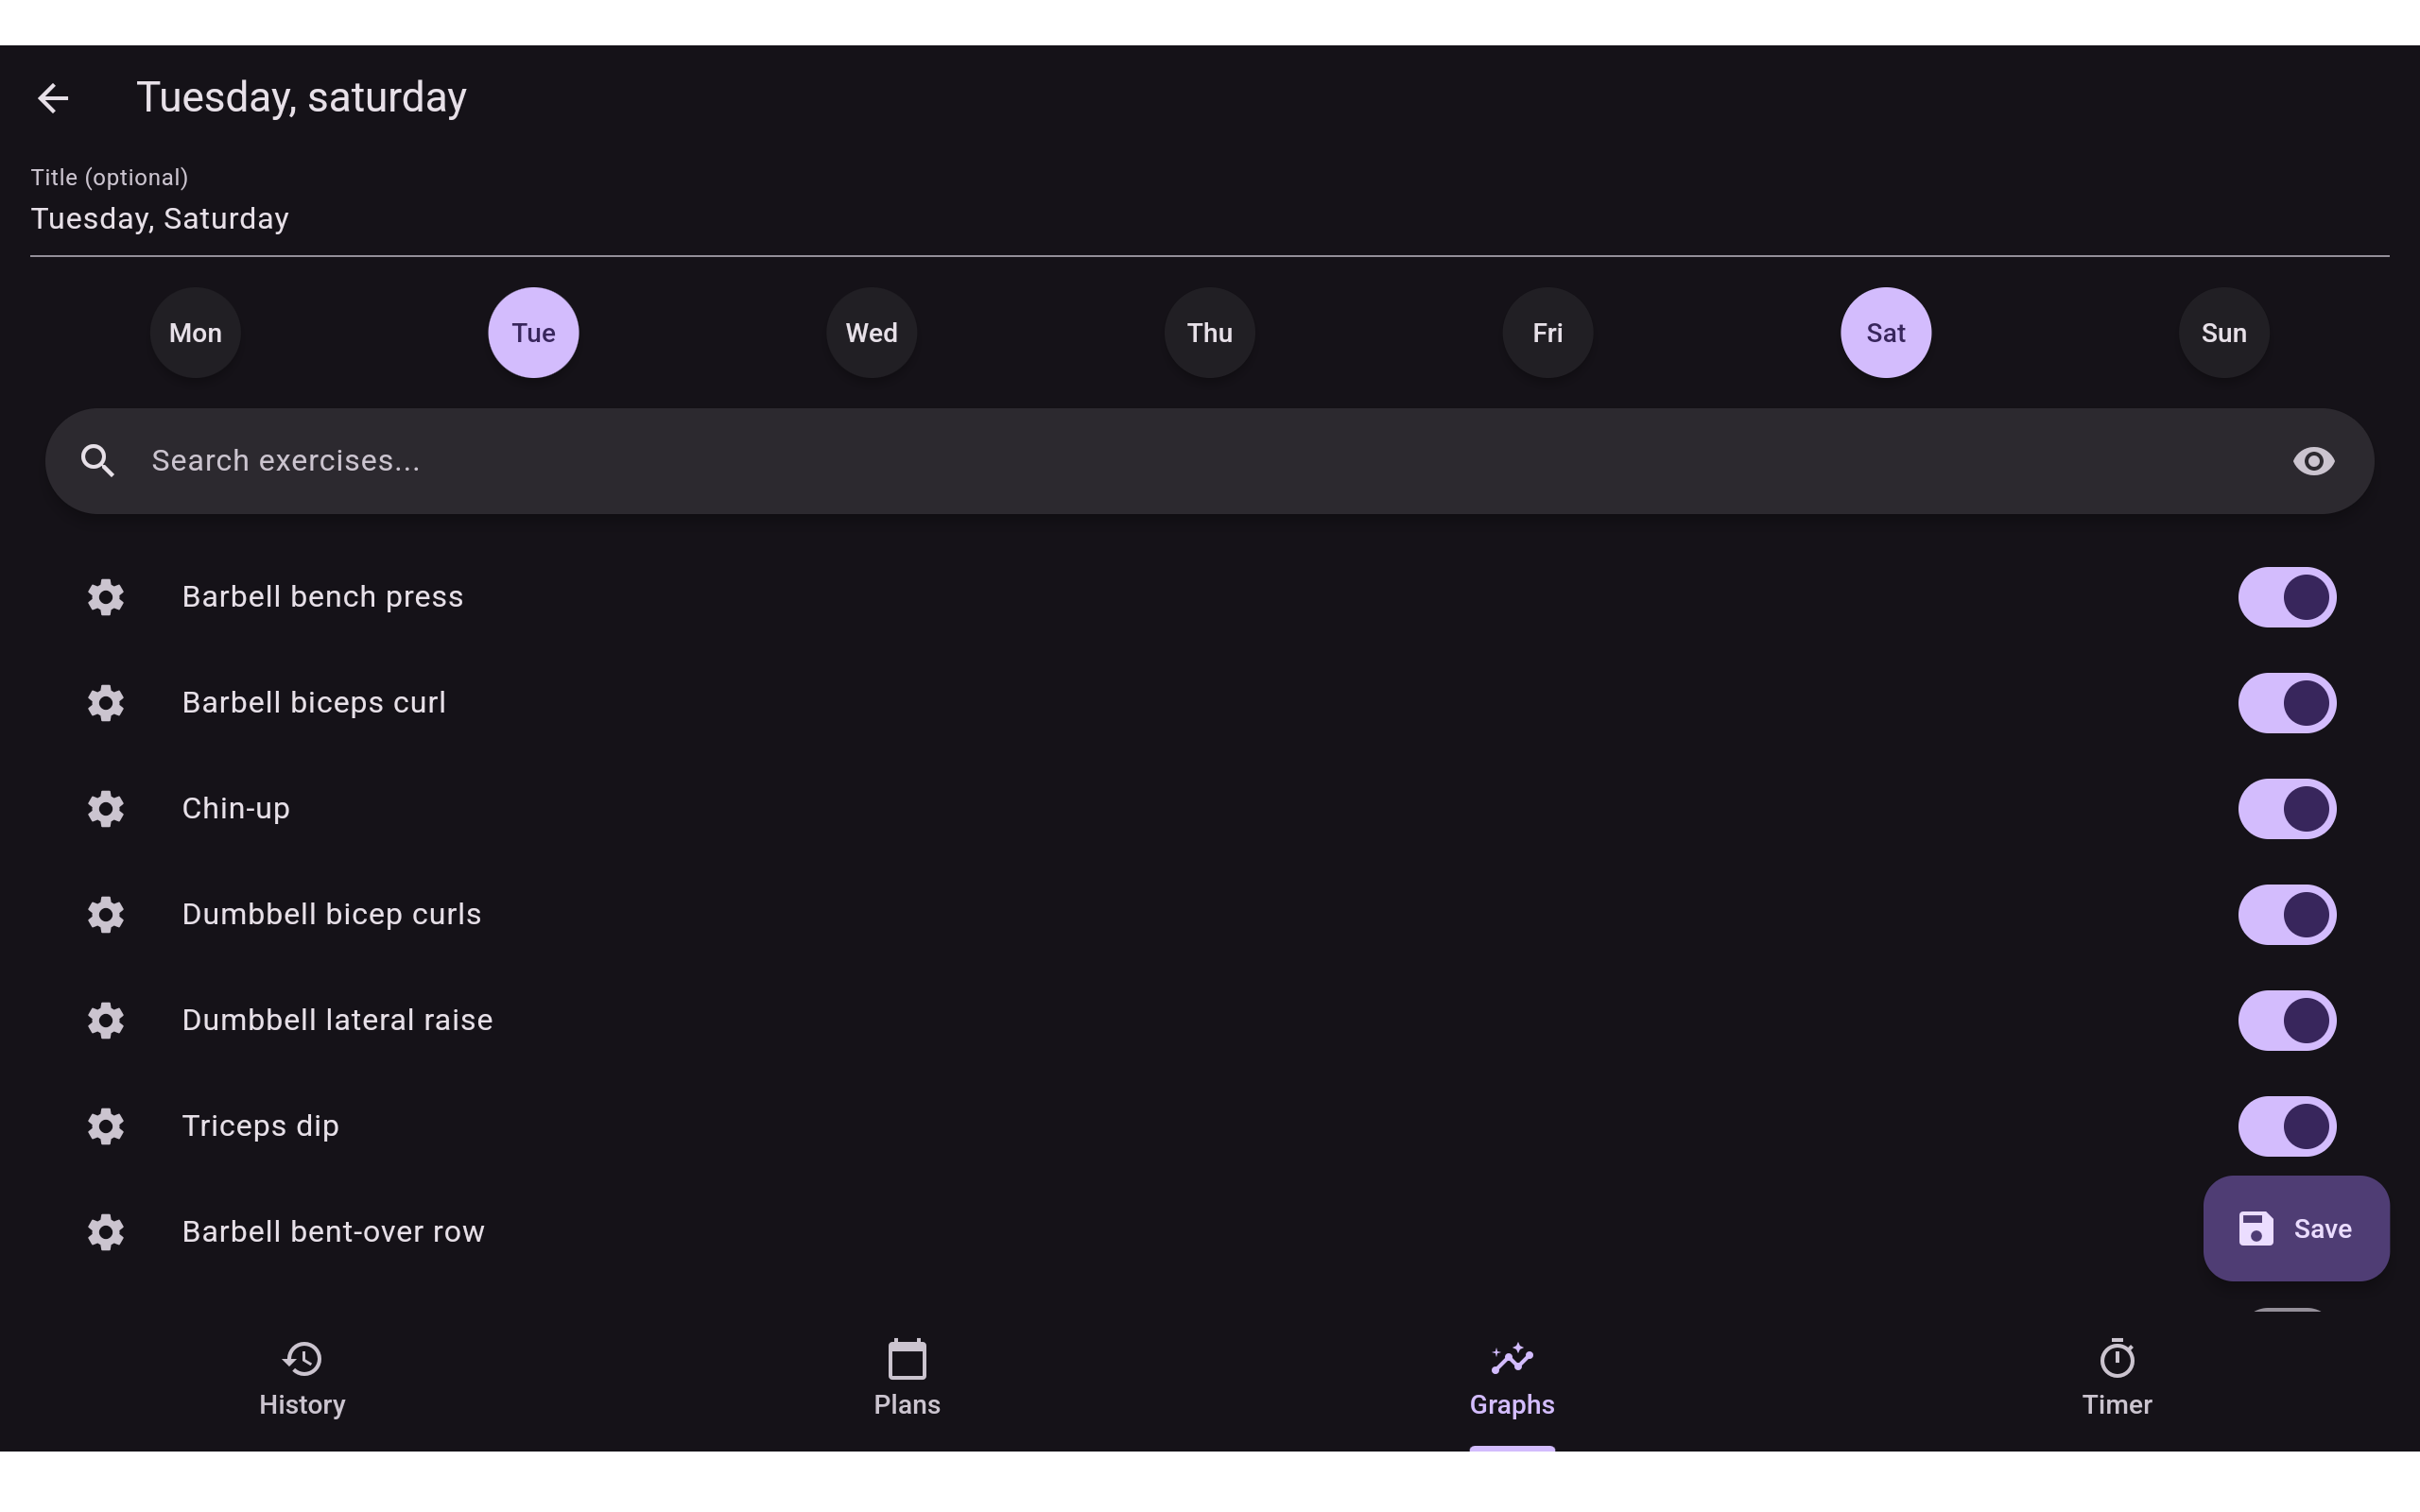 Tuesday, saturday
Title (optional)
Tuesday, Saturday
Mon Tue Wed Thu Fri Sat Sun
Search exercises...
Barbell bench press
Barbell biceps curl
Chin-up
Dumbbell bicep curls
Dumbbell lateral raise
Triceps dip
Barbell bent-over row
Save
History Plans Graphs Timer